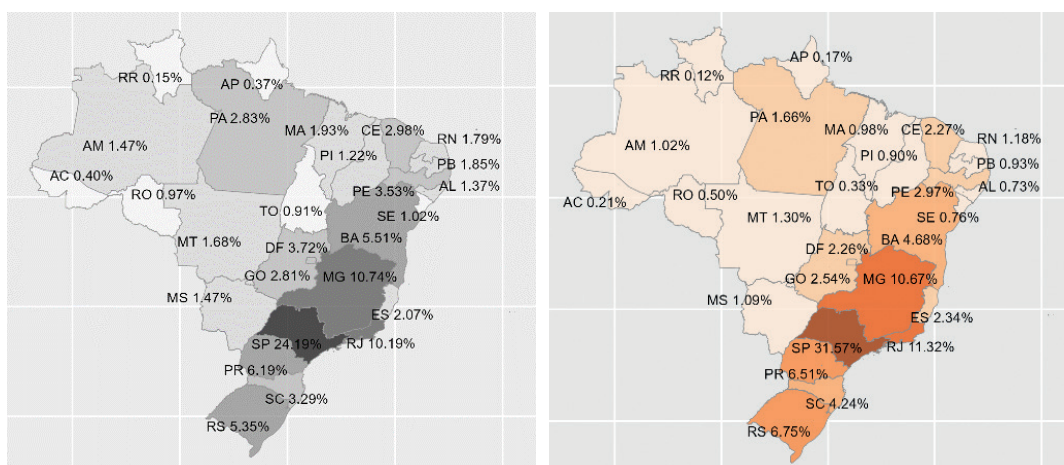 RR 0.15%
AP 0.37%
PA 2.83%
MA 1.93%
CE 2.98%
RN 1.79%
AM 1.47%
PI 1.22%
PB 1.85%
AC 0.40%
RO 0.97%
PE 3.53%
AL 1.37%
TO 0.91%
SE 1.02%
MT 1.68%
DF 3.72%
BA 5.51%
GO 2.81%
MG 10.74%
MS 1.47%
ES 2.07%
SP 24.19%
RJ 10.19%
PR 6.19%
SC 3.29%
RS 5.35%
AP 0.17%
RR 0.12%
PA 1.66%
MA 0.98%
CE 2.27%
RN 1.18%
AM 1.02%
PI 0.90%
PB 0.93%
AC 0.21%
RO 0.50%
TO 0.33%
PE 2.97%
AL 0.73%
MT 1.30%
SE 0.76%
DF 2.26%
BA 4.68%
GO 2.54%
MG 10.67%
MS 1.09%
ES 2.34%
SP 31.57%
RJ 11.32%
PR 6.51%
SC 4.24%
RS 6.75%